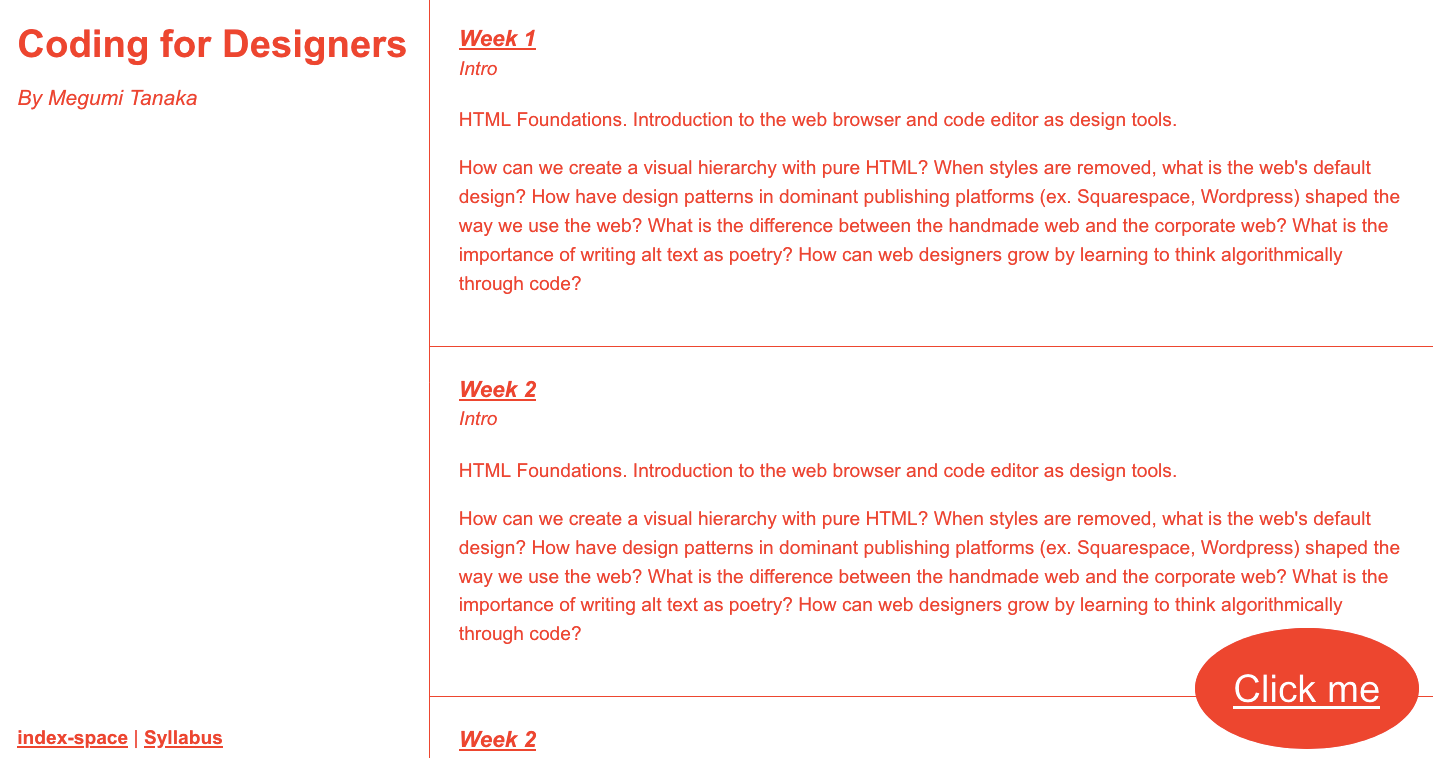 Coding for Designers
By Megumi Tanaka
index-space | Syllabus
Week 1
Intro
HTML Foundations. Introduction to the web browser and code editor as design tools.
How can we create a visual hierarchy with pure HTML? When styles are removed, what is the web's default
design? How have design patterns in dominant publishing platforms (ex. Squarespace, Wordpress) shaped the
way we use the web? What is the difference between the handmade web and the corporate web? What is the
importance of writing alt text as poetry? How can web designers grow by learning to think algorithmically
through code?
Week 2
Intro
HTML Foundations. Introduction to the web browser and code editor as design tools.
How can we create a visual hierarchy with pure HTML? When styles are removed, what is the web's default
design? How have design patterns in dominant publishing platforms (ex. Squarespace, Wordpress) shaped the
way we use the web? What is the difference between the handmade web and the corporate web? What is the
importance of writing alt text as poetry? How can web designers grow by learning to think algorithmically
through code?
Week 2
Click me